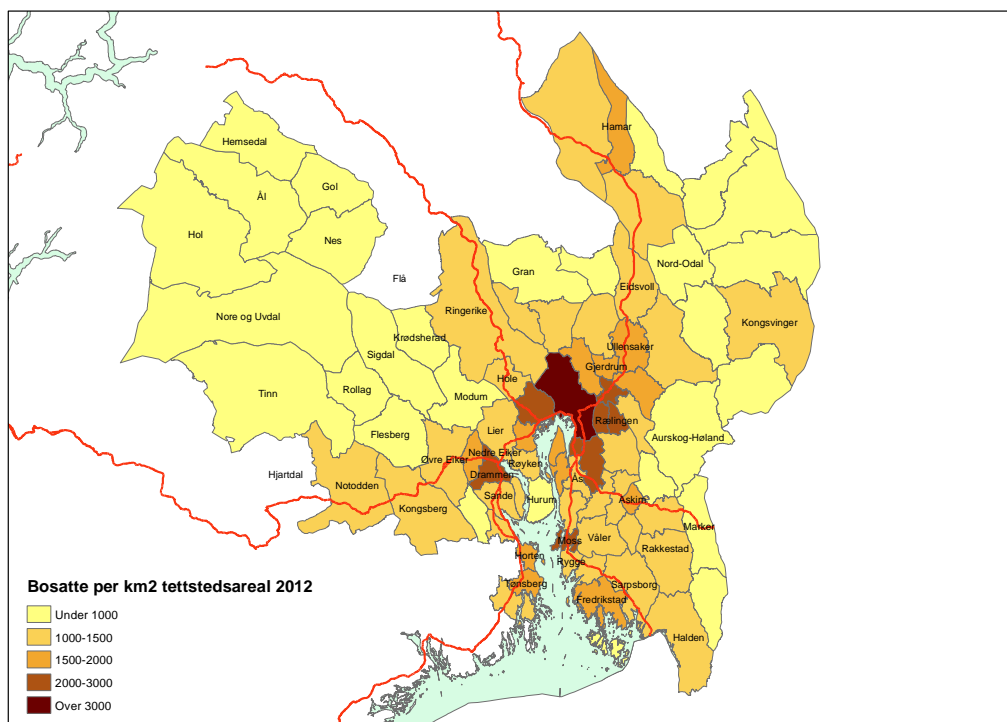 Hamar
Hemsedal
Gol
Ål
Hol
Nes
Nord-Odal
Gran
Flå
Eidsvoll
Ringerike
Nore og Uvdal
Kongsvinger
Krødsherad
Ullensaker
Sigdal
Gjerdrum
Tinn
Hole
Rollag
Modum
Rælingen
Lier
Flesberg
Aurskog-Høland
Nedre Eiker
Øvre Eiker
Røyken
Hjartdal
Drammen
Ås
Notodden
Hurum
Sande
Askim
Kongsberg
Marker
Moss
Våler
Rakkestad
Horten
Rygge
Tønsberg
Sarpsborg
Fredrikstad
Halden
Bosatte per km2 tettstedsareal 2012
Under 1000
1000-1500
1500-2000
2000-3000
Over 3000